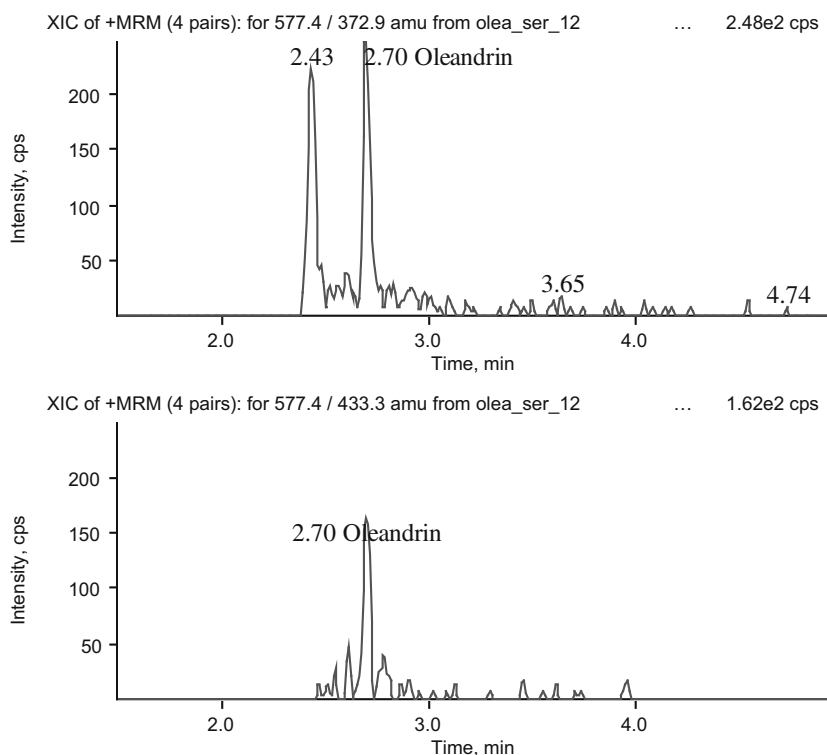 XIC of +MRM (4 pairs): for 577.4 / 372.9 amu from olea_ser_12 ... 2.48e2 cps
2.43 2.70 Oleandrin
200
150
100
50
Intensity, cps
3.65
4.74
2.0 3.0 4.0
Time, min
XIC of +MRM (4 pairs): for 577.4 / 433.3 amu from olea_ser_12 ... 1.62e2 cps
200
150
100
50
Intensity, cps
2.70 Oleandrin
2.0 3.0 4.0
Time, min